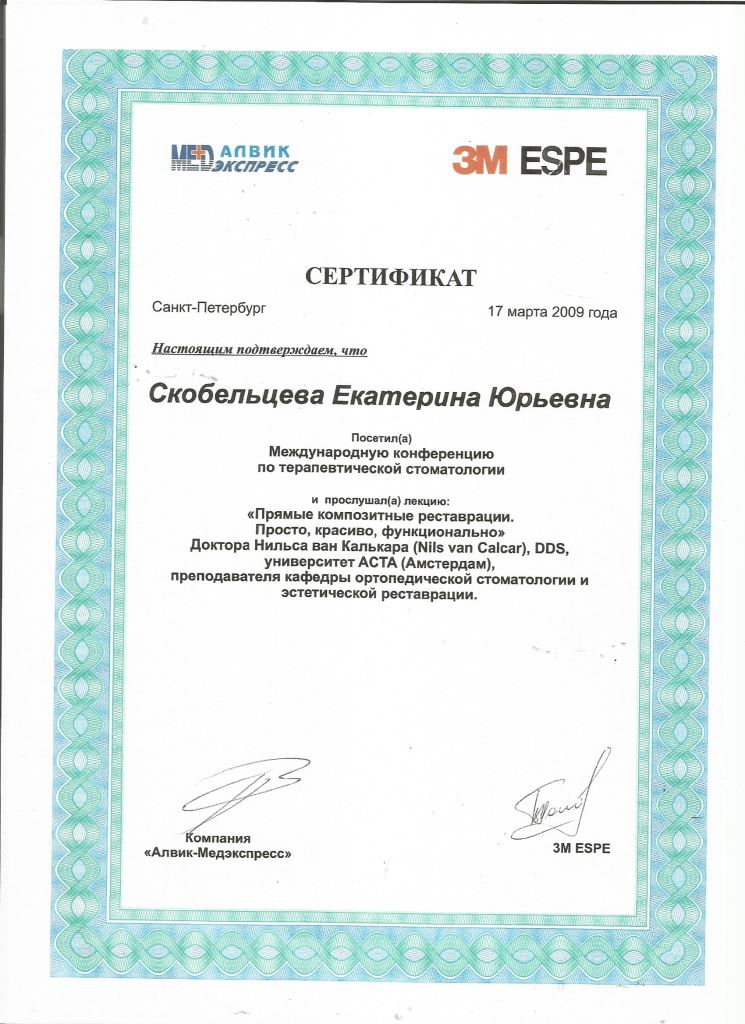 MED АЛВИК
ЭКСПРЕСС
3M ESPE
СЕРТИФИКАТ
Санкт-Петербург
17 марта 2009 года
Настоящим подтверждаем, что
Скобельцева Екатерина Юрьевна
Посетил(а)
Международную конференцию
по терапевтической стоматологии
и прослушал(а) лекцию:
«Прямые композитные реставрации.
Просто, красиво, функционально»
Доктора Нильса ван Калькара (Nils van Calcar), DDS,
университет АСТА (Амстердам),
преподавателя кафедры ортопедической стоматологии и
эстетической реставрации.
Компания
«Алвик-Медэкспресс»
3M ESPE